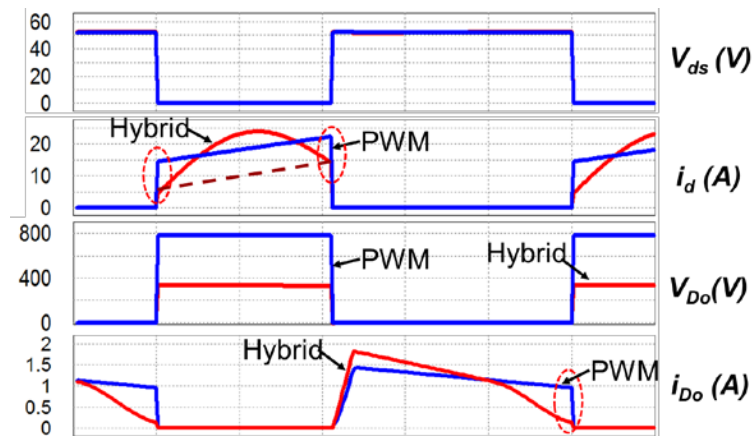 60
40
20
0
V_ds (V)
20
10
0
Hybrid
PWM
i_d (A)
800
400
0
PWM
Hybrid
V_Do(V)
2
1.5
1
0.5
0
Hybrid
PWM
i_Do (A)